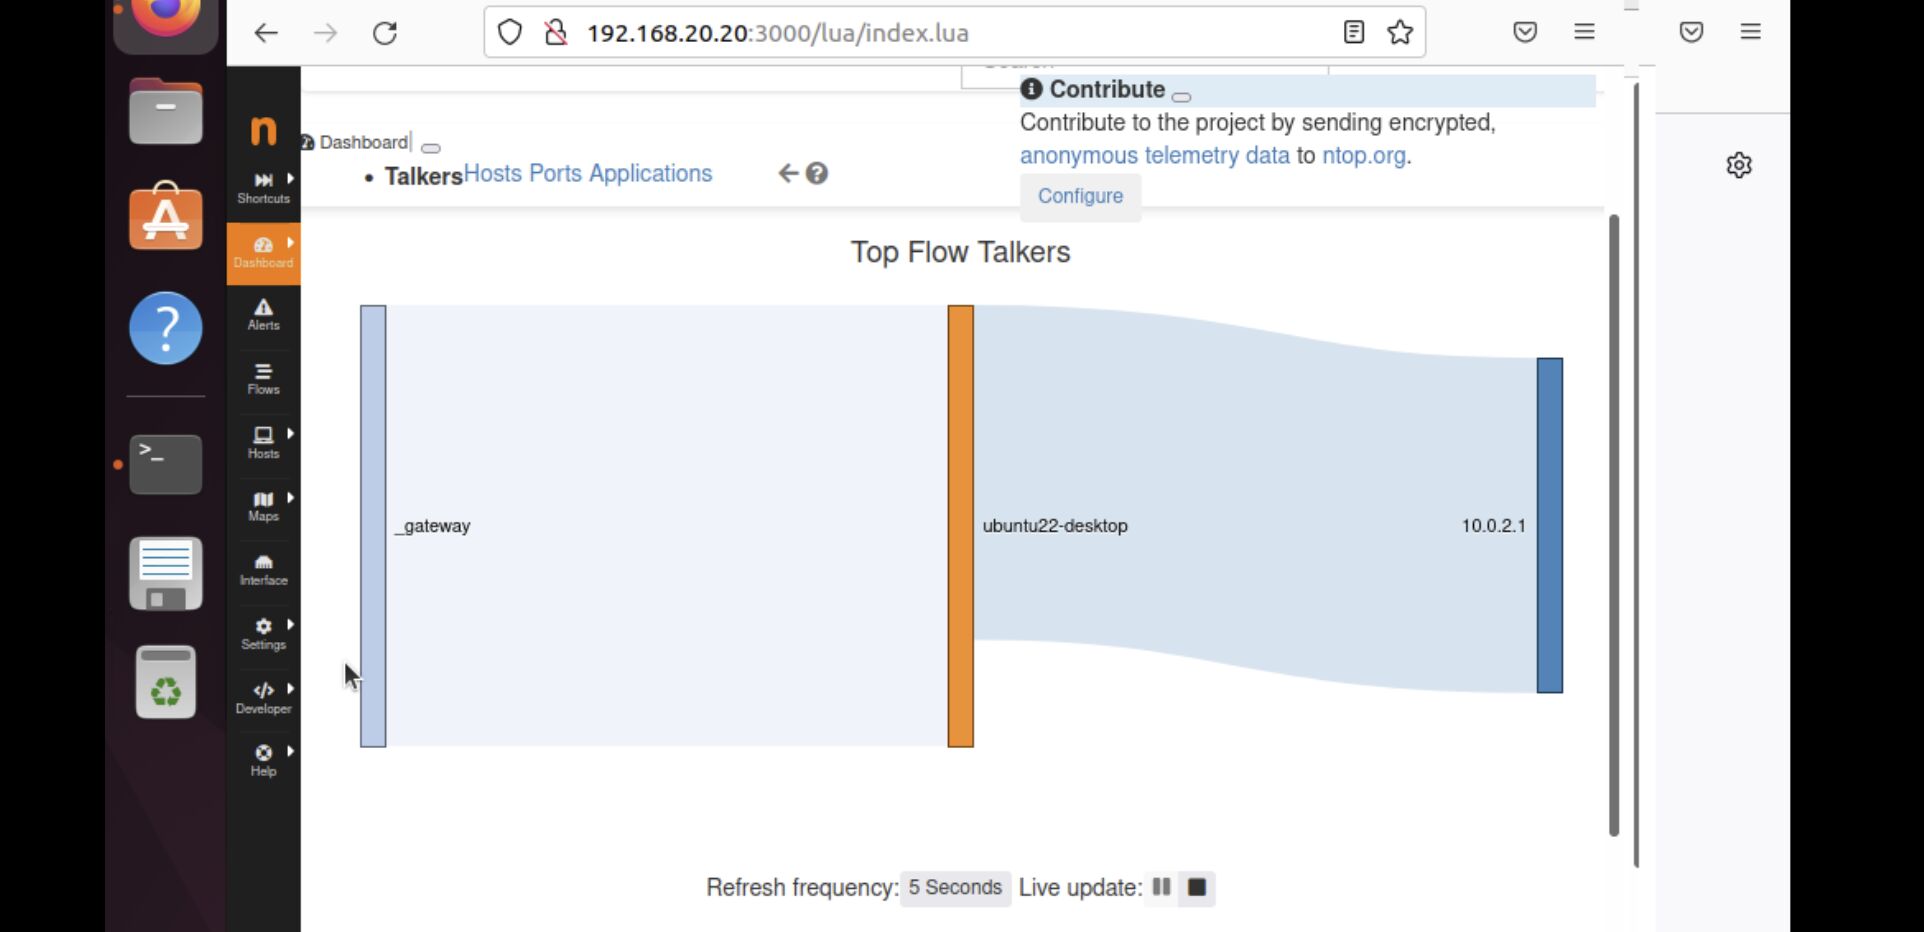 192.168.20.20:3000/lua/index.lua
Contribute
Contribute to the project by sending encrypted,
anonymous telemetry data to ntop.org.
Configure
Dashboard
• Talkers Hosts Ports Applications
n
Shortcuts
Dashboard
Alerts
Flows
Hosts
Maps
Interface
Settings
Developer
Help
Top Flow Talkers
_gateway
ubuntu22-desktop
10.0.2.1
Refresh frequency: 5 Seconds Live update: